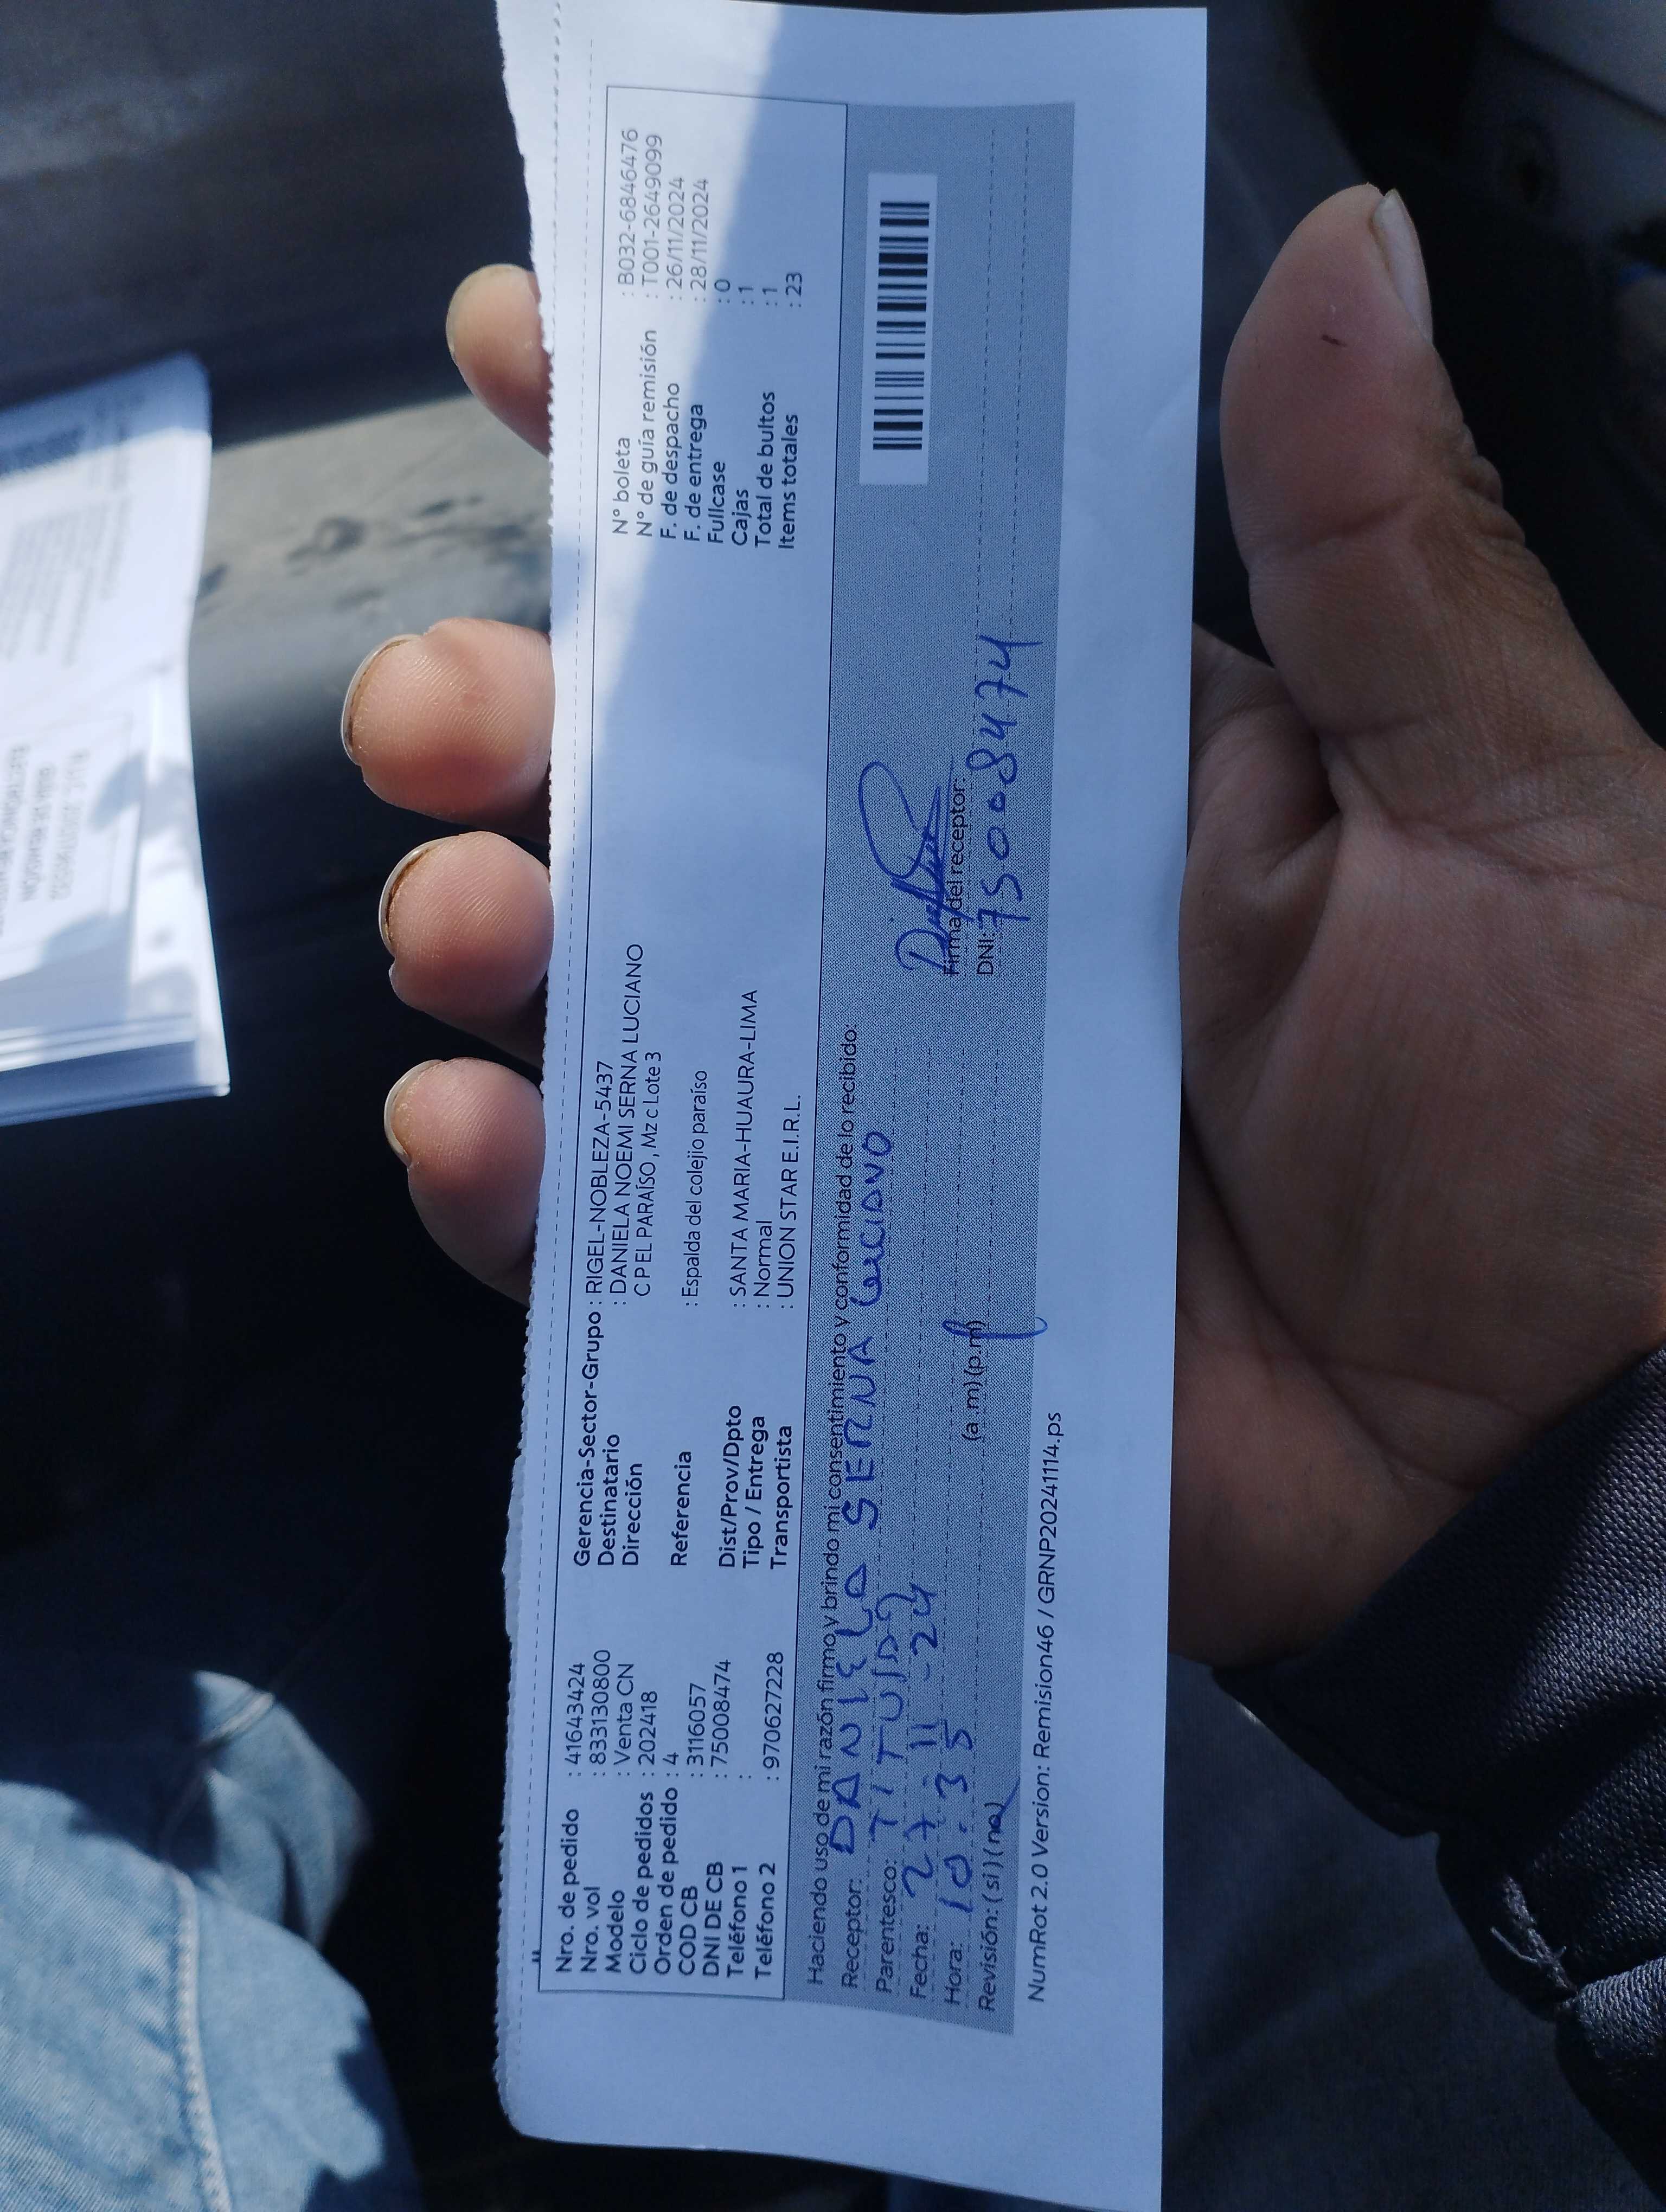 Nro. de pedido : 41643424
Nro. vol : 833130800
Modelo : Venta CN
Ciclo de pedidos : 202418
Orden de pedido : 4
COD CB : 3116057
DNI DE CB : 75008474
Teléfono 1 :
Teléfono 2 : 970627228
Gerencia-Sector-Grupo : RIGEL-NOBLEZA-5437
Destinatario : DANIELA NOEMI SERNA LUCIANO
Dirección C P EL PARAÍSO , Mz c Lote 3
Referencia : Espalda del colejio paraíso
Dist/Prov/Dpto : SANTA MARIA-HUAURA-LIMA
Tipo / Entrega : Normal
Transportista : UNION STAR E.I.R.L.
N° boleta : B032-6846476
N° de guía remisión : T001-2649099
F. de despacho : 26/11/2024
F. de entrega : 28/11/2024
Fullcase : 0
Cajas : 1
Total de bultos : 1
Items totales : 23
Haciendo uso de mi razón firmo y brindo mi consentimiento y conformidad de lo recibido:
Receptor: DANIELA SERNA LUCIANO
Parentesco:
Fecha: 27 11 -24
Hora: 10:35 (a m) (p.m)
Revisión: (si) (no)
Firma del receptor:
DNI: 75008474
NumRot 2.0 Version: Remision46 / GRNP20241114.ps